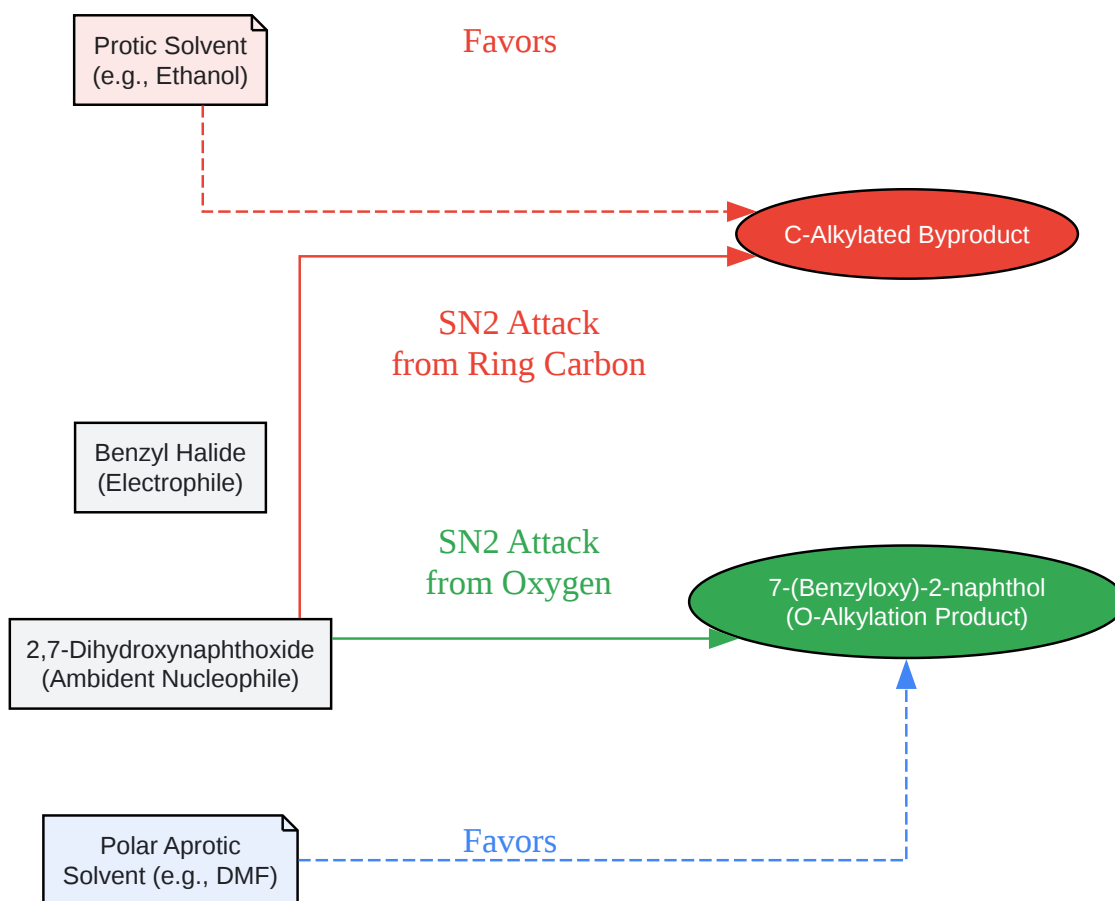 Protic Solvent
(e.g., Ethanol)
Favors
C-Alkylated Byproduct
SN2 Attack
from Ring Carbon
Benzyl Halide
(Electrophile)
SN2 Attack
from Oxygen
7-(Benzyloxy)-2-naphthol
(O-Alkylation Product)
2,7-Dihydroxynaphthoxide
(Ambident Nucleophile)
Polar Aprotic
Solvent (e.g., DMF)
Favors